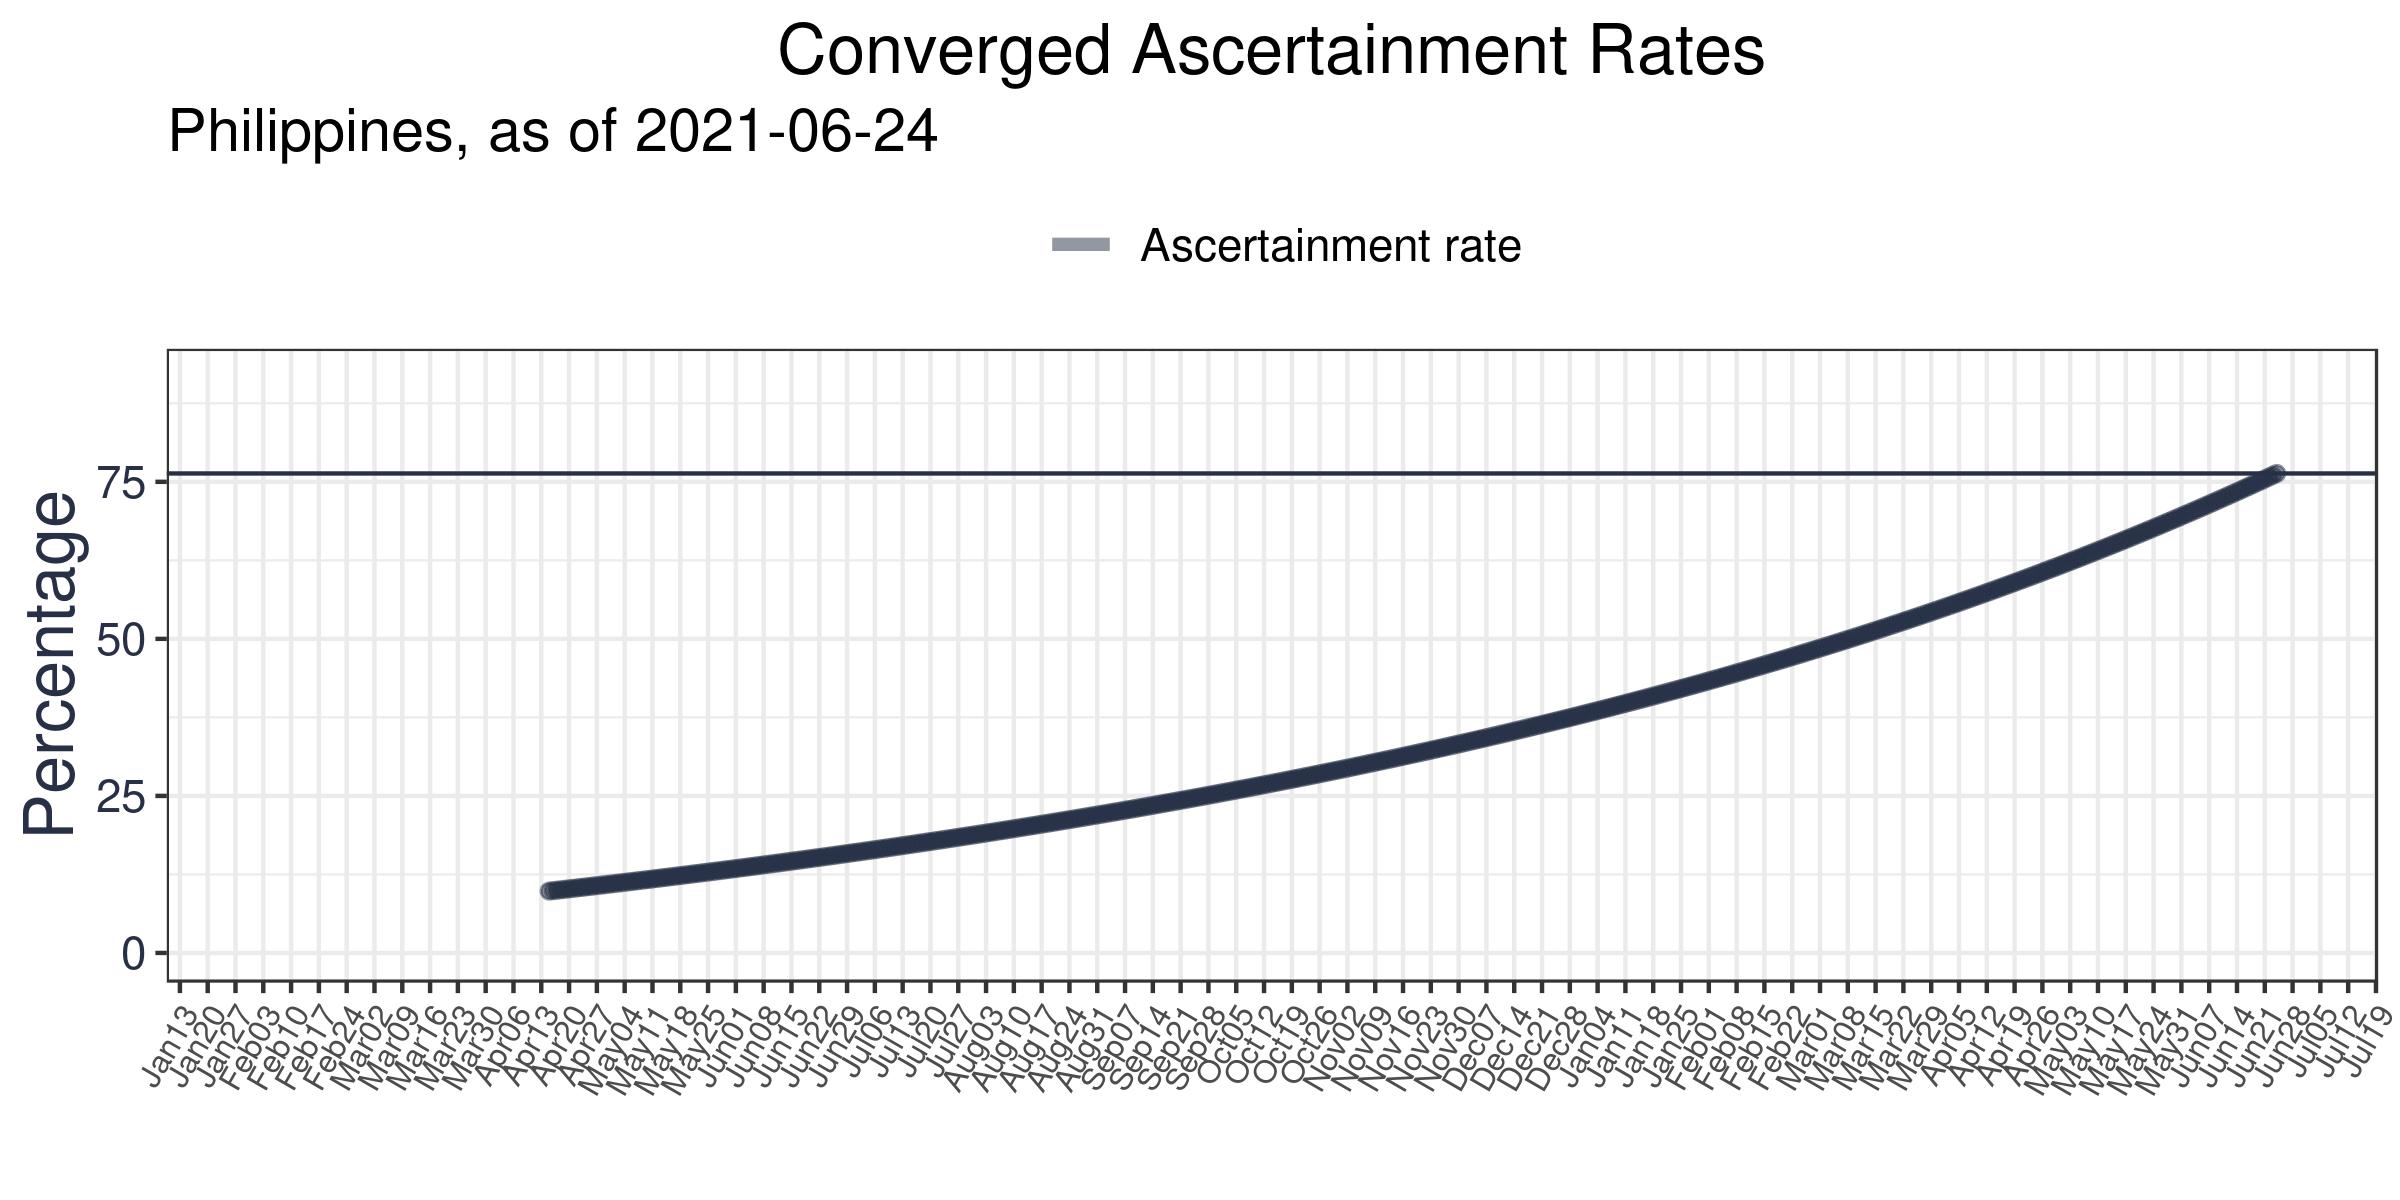 Converged Ascertainment Rates
Philippines, as of 2021-06-24
Ascertainment rate
Percentage
75
50
25
0
Jan13
Jan20
Jan27
Feb03
Feb10
Feb17
Feb24
Mar02
Mar09
Mar16
Mar23
Mar30
Apr06
Apr13
Apr20
Apr27
May04
May11
May18
May25
Jun01
Jun08
Jun15
Jun22
Jun29
Jul06
Jul13
Jul20
Jul27
Aug03
Aug10
Aug17
Aug24
Aug31
Sep07
Sep14
Sep21
Sep28
Oct05
Oct12
Oct19
Oct26
Nov02
Nov09
Nov16
Nov23
Nov30
Dec07
Dec14
Dec21
Dec28
Jan04
Jan11
Jan18
Jan25
Feb01
Feb08
Feb15
Feb22
Mar01
Mar08
Mar15
Mar22
Mar29
Apr05
Apr12
Apr19
Apr26
May03
May10
May17
May24
May31
Jun07
Jun14
Jun21
Jun28
Jul05
Jul12
Jul19